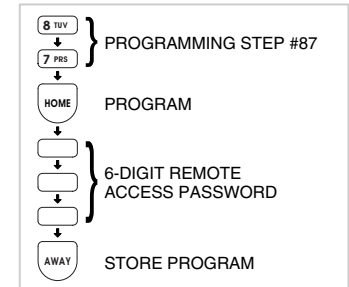 8 TUV
7 PRS
PROGRAMMING STEP #87
HOME
PROGRAM
6-DIGIT REMOTE
ACCESS PASSWORD
AWAY
STORE PROGRAM